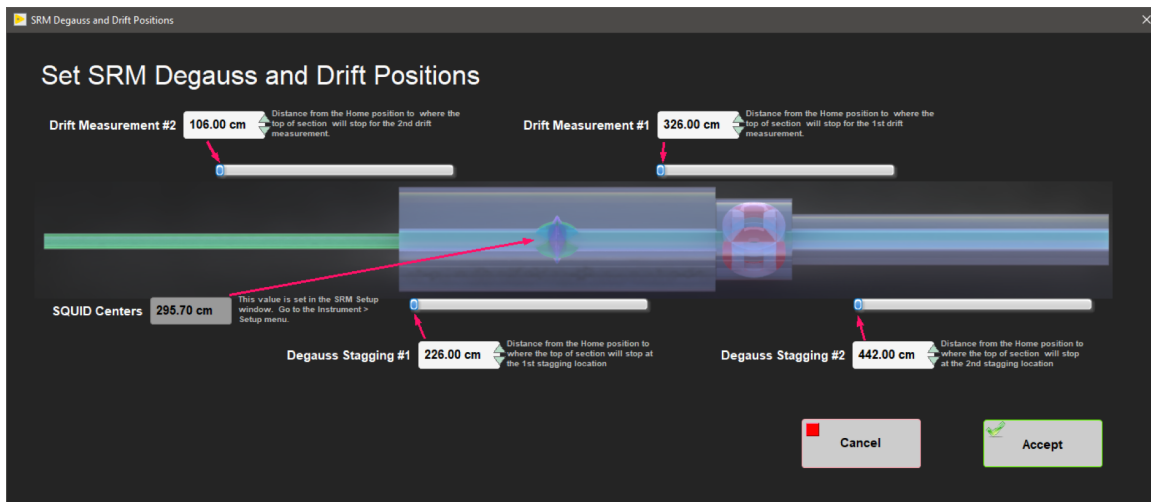 SRM Degauss and Drift Positions
Set SRM Degauss and Drift Positions
Drift Measurement #2
106.00 cm
Distance from the Home position to where the
top of section will stop for the 2nd drift
measurement.
Drift Measurement #1
326.00 cm
Distance from the Home position to where the
top of section will stop for the 1st drift
measurement.
SQUID Centers
295.70 cm
This value is set in the SRM Setup
window. Go to the Instrument >
Setup menu.
Degauss Stagging #1
226.00 cm
Distance from the Home position to
where the top of section will stop at
the 1st stagging location
Degauss Stagging #2
442.00 cm
Distance from the Home position to
where the top of section will stop
at the 2nd stagging location
Cancel
Accept